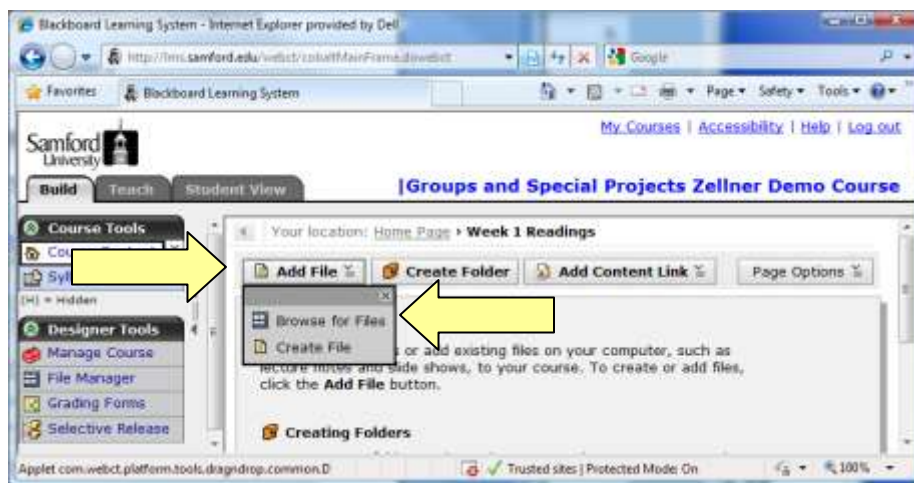 Blackboard Learning System - Internet Explorer provided by Dell
Google
Favorites Blackboard Learning System Page Safety Tools
Samford University
My Courses | Accessibility | Help | Log out
Build Teach Student View |Groups and Special Projects Zellner Demo Course
Course Tools
Your location: Home Page › Week 1 Readings
Add File Create Folder Add Content Link Page Options
(H) = Hidden
Browse for Files
Create File
Designer Tools
Manage Course
File Manager
Grading Forms
Selective Release
or add existing files on your computer, such as
lecture notes and slide shows, to your course. To create or add files,
click the Add File button.
Creating Folders
Applet com.webct.platform.tools.dragndrop.common.D Trusted sites | Protected Mode: On 100%